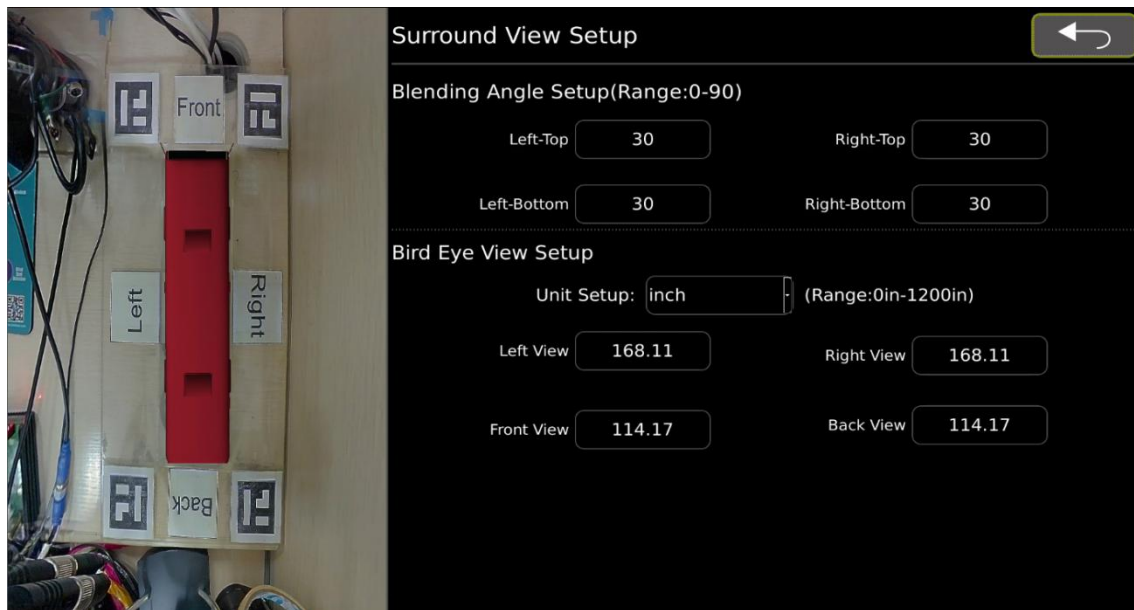 Front
Left
Right
Back
Surround View Setup
Blending Angle Setup(Range:0-90)
Left-Top 30 Right-Top 30
Left-Bottom 30 Right-Bottom 30
Bird Eye View Setup
Unit Setup: inch (Range:0in-1200in)
Left View 168.11 Right View 168.11
Front View 114.17 Back View 114.17